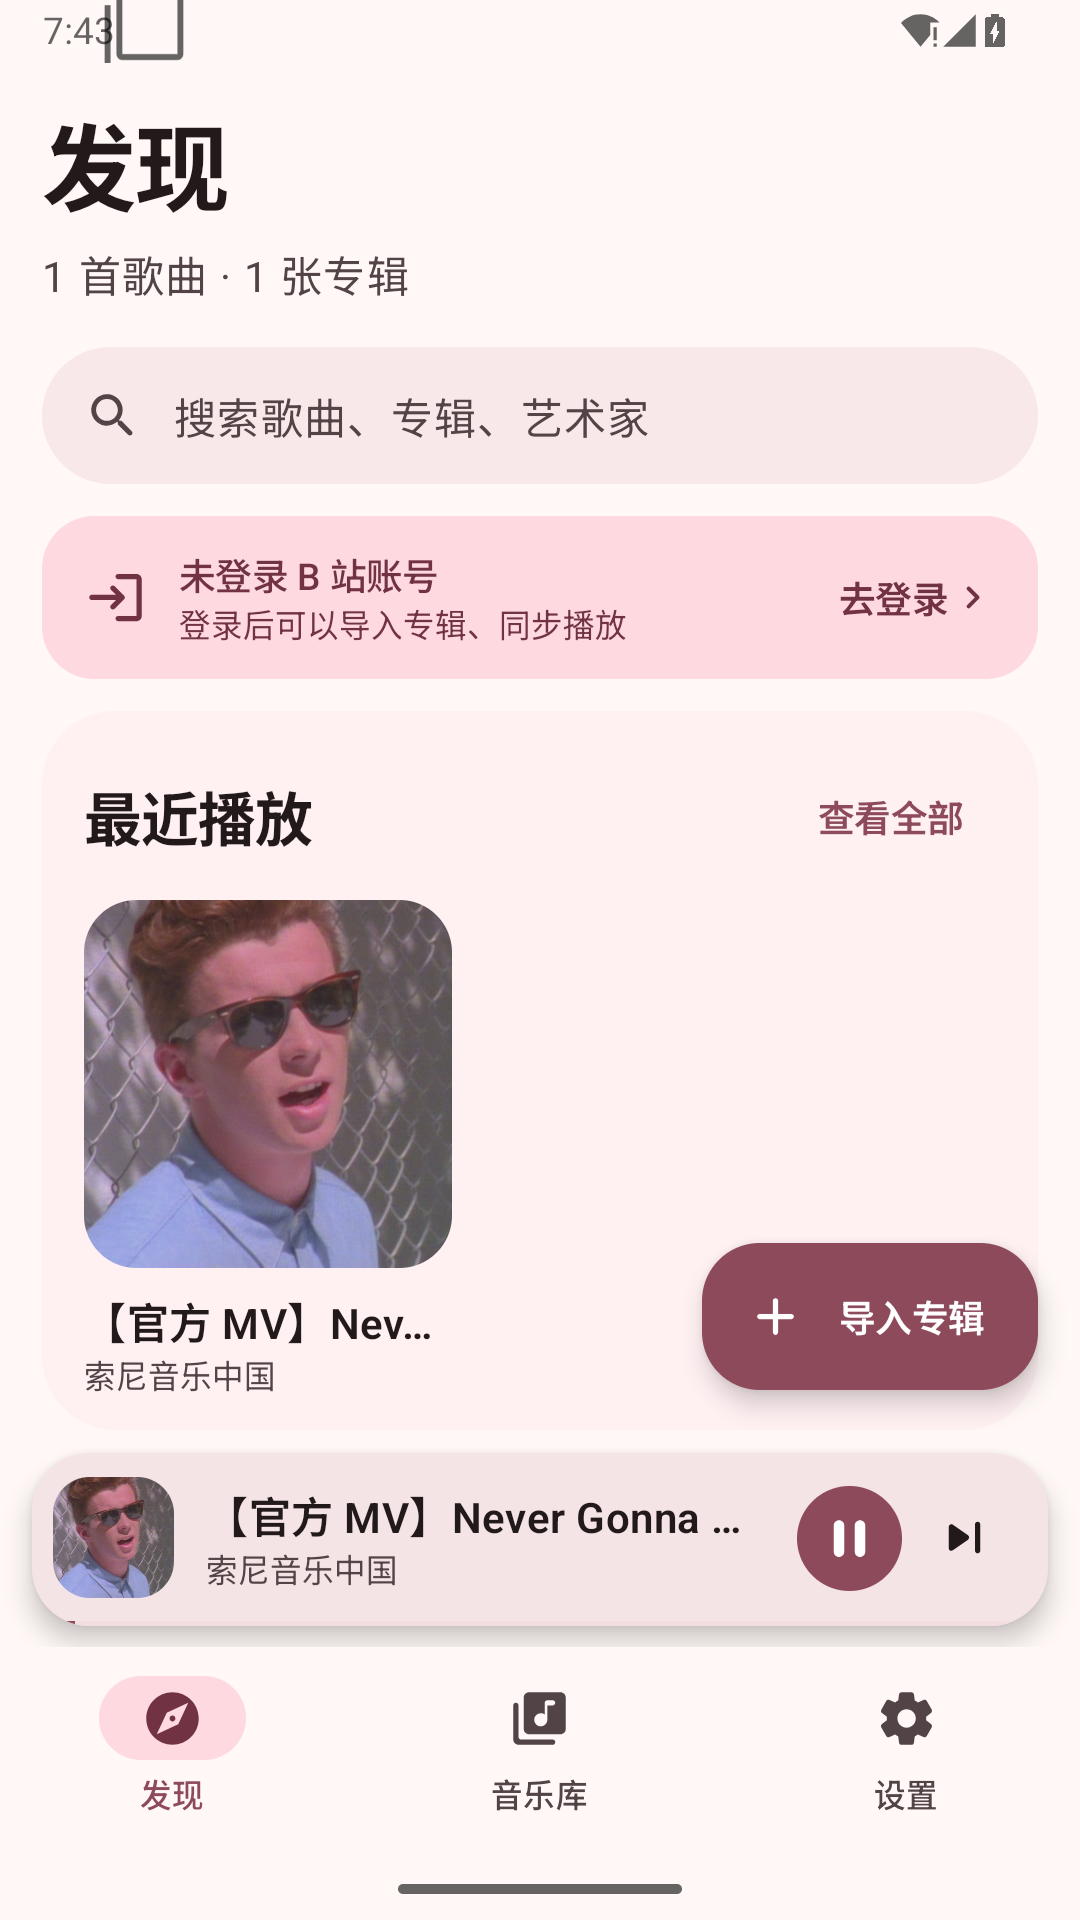 7:43
发现
1 首歌曲 · 1 张专辑
搜索歌曲、专辑、艺术家
未登录 B 站账号
登录后可以导入专辑、同步播放
去登录
最近播放
查看全部
【官方 MV】Nev...
索尼音乐中国
导入专辑
【官方 MV】Never Gonna ...
索尼音乐中国
发现
音乐库
设置